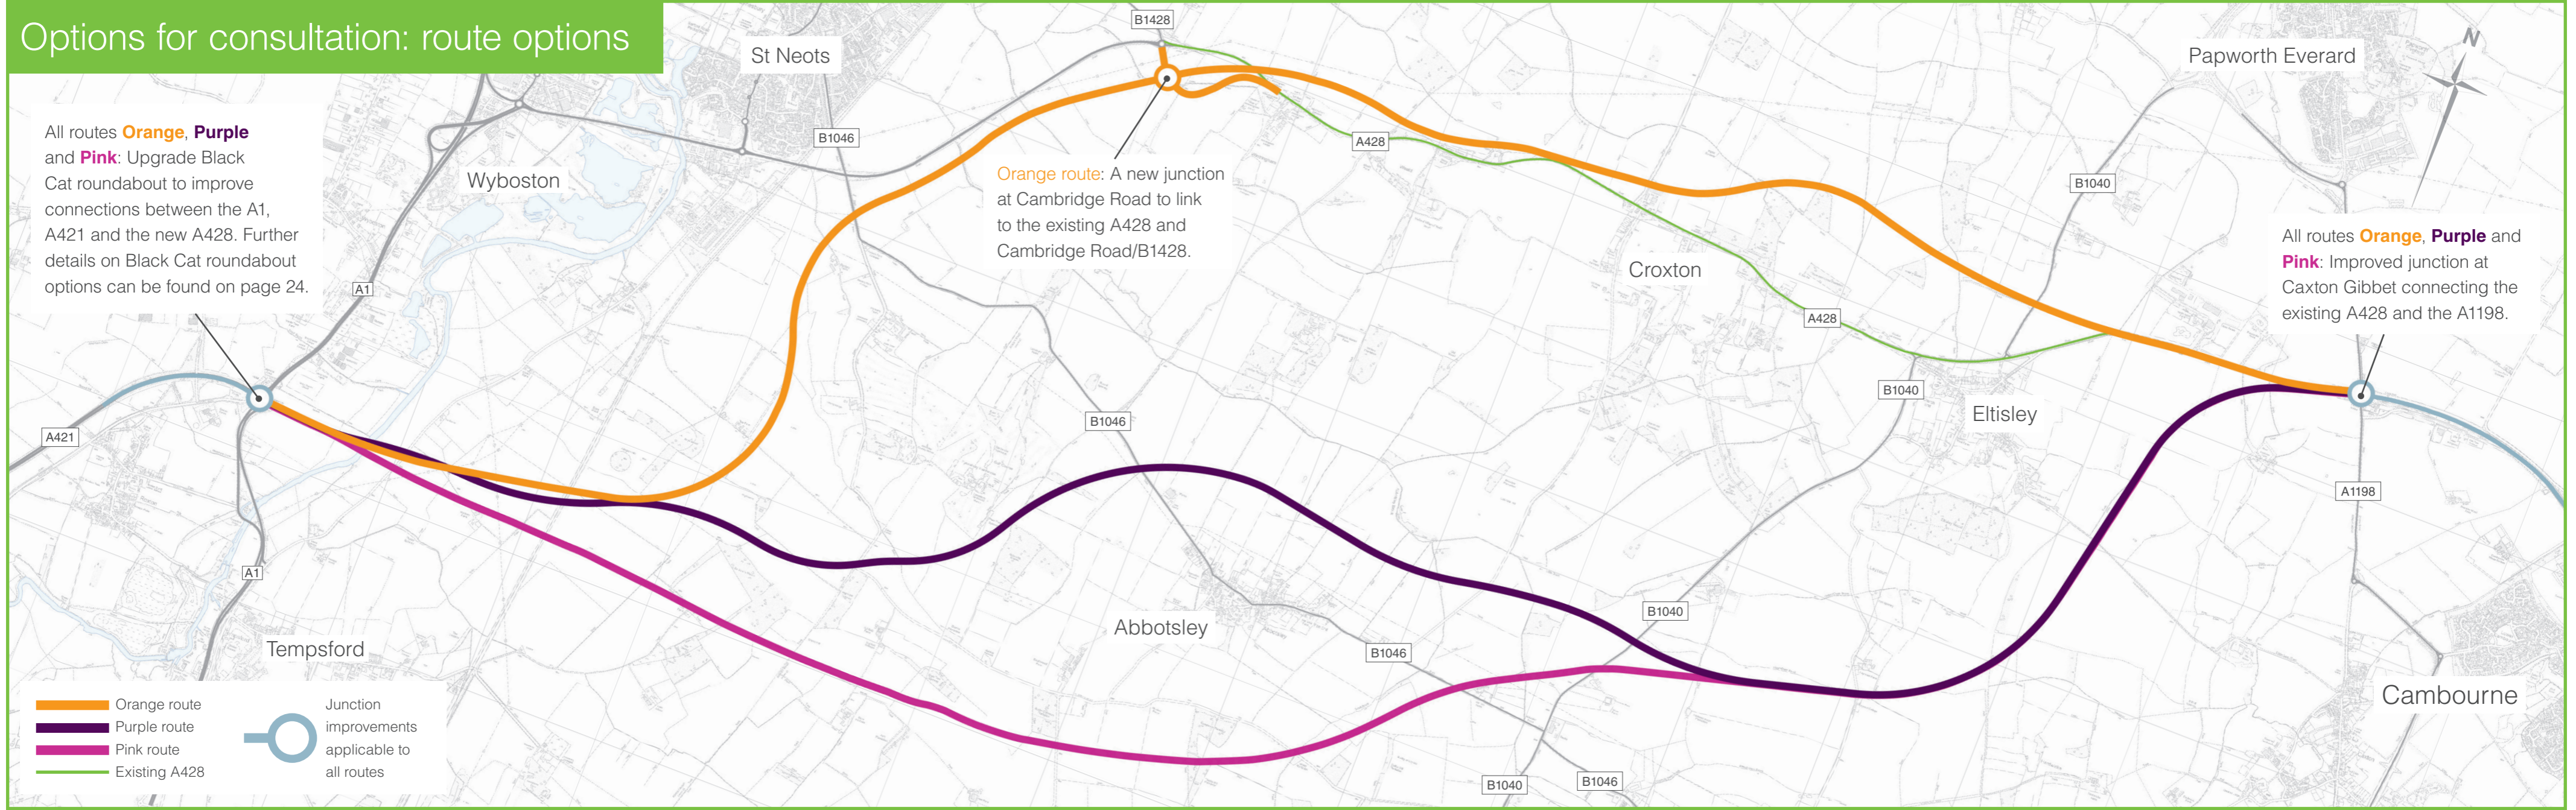 Options for consultation: route options
St Neots
B1428
Papworth Everard
N
All routes Orange, Purple
and Pink: Upgrade Black
Cat roundabout to improve
connections between the A1,
A421 and the new A428. Further
details on Black Cat roundabout
options can be found on page 24.
Wyboston
B1046
A428
Orange route: A new junction
at Cambridge Road to link
to the existing A428 and
Cambridge Road/B1428.
B1040
All routes Orange, Purple and
Pink: Improved junction at
Caxton Gibbet connecting the
existing A428 and the A1198.
A1
Croxton
A428
A421
B1046
B1040
Eltisley
A1198
A1
Tempsford
Abbotsley
B1040
B1046
Cambourne
B1040
B1046
Orange route
Purple route
Pink route
Existing A428
Junction
improvements
applicable to
all routes